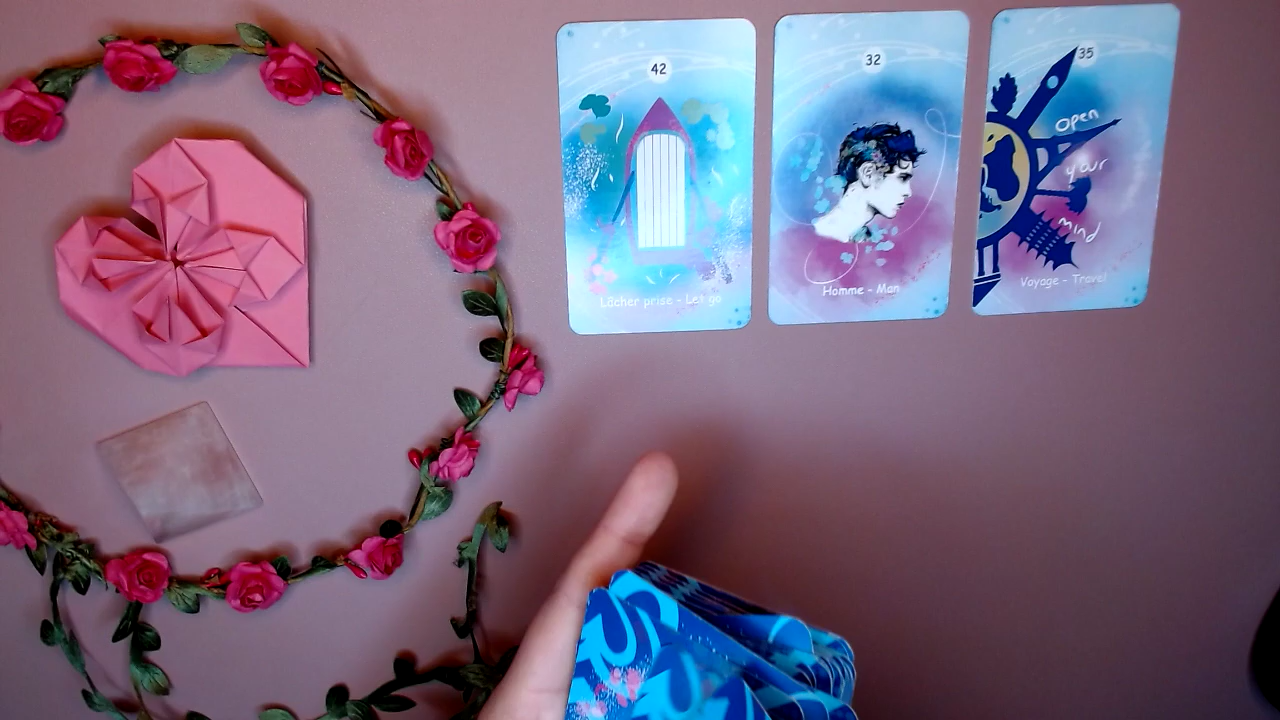 42
Lâcher prise - Let go
32
Homme - Man
35
Open
your
mind
Voyage - Travel